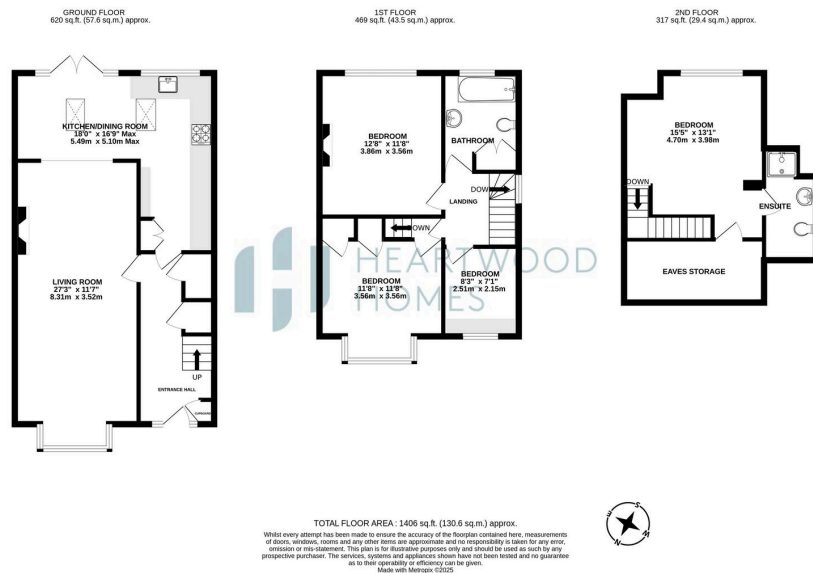 GROUND FLOOR
620 sq.ft. (57.6 sq.m.) approx.
KITCHEN/DINING ROOM
18'0" x 16'9" Max
5.49m x 5.10m Max
LIVING ROOM
27'3" x 11'7"
8.31m x 3.52m
UP
ENTRANCE HALL
CUPBOARD
1ST FLOOR
469 sq.ft. (43.5 sq.m.) approx.
BEDROOM
12'8" x 11'8"
3.86m x 3.56m
BATHROOM
DOWN
LANDING
DOWN
BEDROOM
11'8" x 11'8"
3.56m x 3.56m
BEDROOM
8'3" x 7'1"
2.51m x 2.15m
2ND FLOOR
317 sq.ft. (29.4 sq.m.) approx.
BEDROOM
15'5" x 13'1"
4.70m x 3.98m
DOWN
ENSUITE
EAVES STORAGE
HEARTWOOD
HOMES
TOTAL FLOOR AREA : 1406 sq.ft. (130.6 sq.m.) approx.
Whilst every attempt has been made to ensure the accuracy of the floorplan contained here, measurements
of doors, windows, rooms and any other items are approximate and no responsibility is taken for any error,
omission or mis-statement. This plan is for illustrative purposes only and should be used as such by any
prospective purchaser. The services, systems and appliances shown have not been tested and no guarantee
as to their operability or efficiency can be given.
Made with Metropix ©2025
E
S
N
W